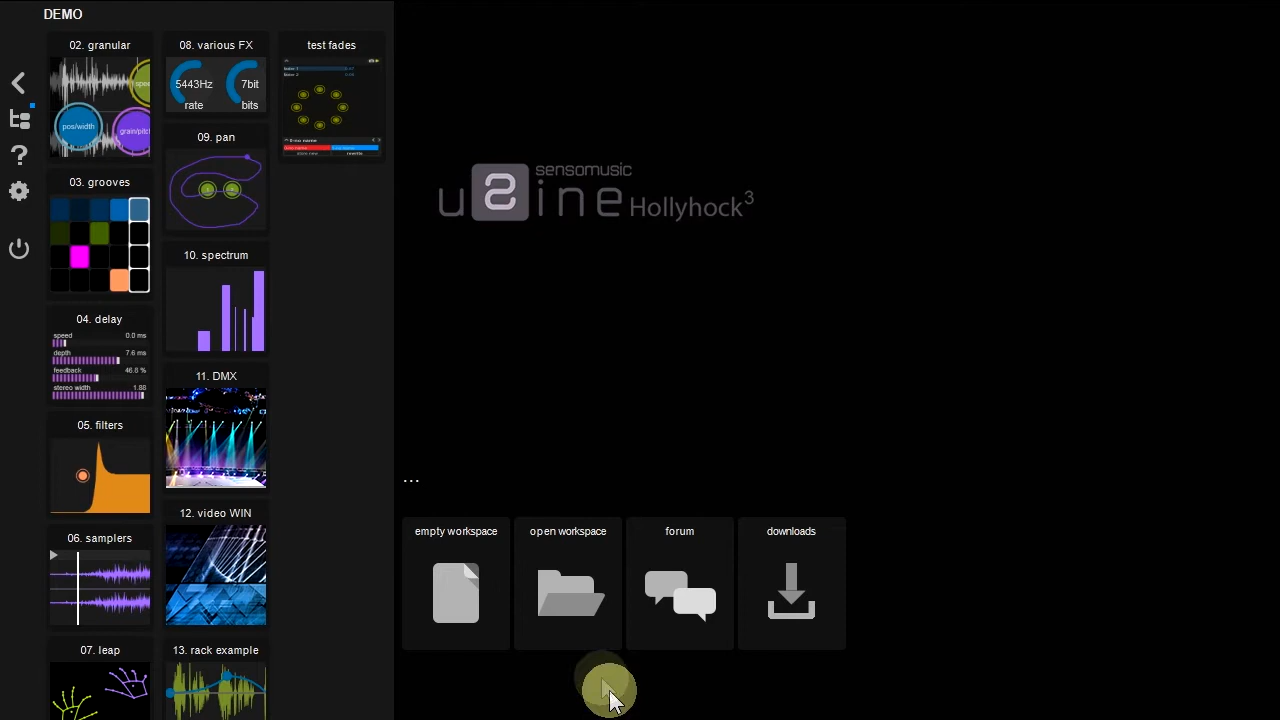 DEMO
02. granular
spee
pos/width
grain/pitch
03. grooves
04. delay
speed 0.0 ms
depth 7.6 ms
feedback 46.8 %
stereo width 1.88
05. filters
06. samplers
07. leap
08. various FX
5443Hz 7bit
rate bits
09. pan
10. spectrum
11. DMX
12. video WIN
13. rack example
test fades
sensomusic
usine Hollyhock3
...
empty workspace
open workspace
forum
downloads
?